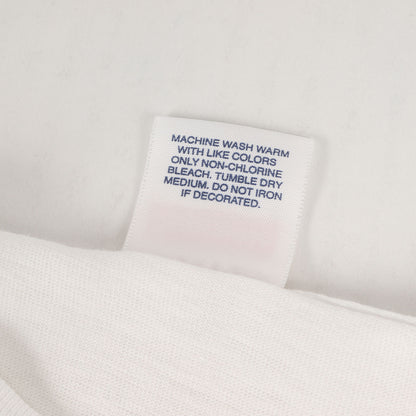 MACHINE WASH WARM
WITH LIKE COLORS
ONLY NON-CHLORINE
BLEACH. TUMBLE DRY
MEDIUM. DO NOT IRON
IF DECORATED.